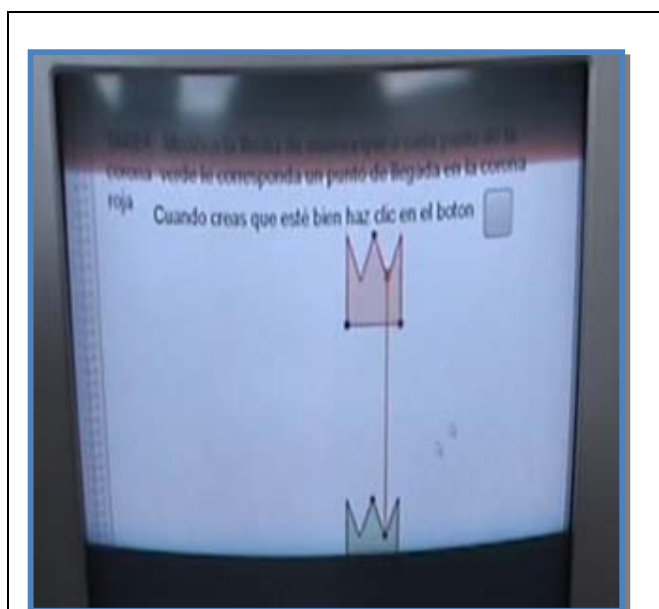 TAREA Modifica la flecha de manera que a cada punto de la
corona verde le corresponda un punto de llegada en la corona
roja
Cuando creas que esté bien haz clic en el boton